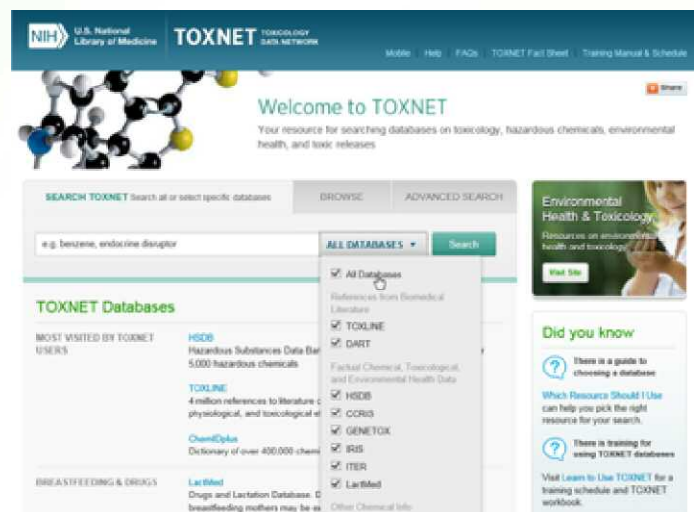 NIH
U.S. National
Library of Medicine
TOXNET
TOXICOLOGY
DATA NETWORK
Mobile Help FAQs TOXNET Fact Sheet Training Manual & Schedule
Share
Welcome to TOXNET
Your resource for searching databases on toxicology, hazardous chemicals, environmental
health, and toxic releases
SEARCH TOXNET Search all or select specific databases
BROWSE
ADVANCED SEARCH
e.g. benzene, endocrine disruptor
ALL DATABASES
Search
All Databases
References from Biomedical
Literature
TOXLINE
DART
Factual Chemical, Toxicological,
and Environmental Health Data
HSDB
CCRIS
GENETOX
IRIS
ITER
LactMed
Other Chemical Info
TOXNET Databases
MOST VISITED BY TOXNET
USERS
HSDB
Hazardous Substances Data Ban
5,000 hazardous chemicals
TOXLINE
4 million references to literature
physiological, and toxicological
ChemIDplus
Dictionary of over 400,000 chemi
BREASTFEEDING & DRUGS
LactMed
Drugs and Lactation Database. D
breastfeeding mothers may be
Environmental
Health & Toxicology
Resources on environmental
health and toxicology
Visit Site
Did you know
There is a guide to
choosing a database
Which Resource Should I Use
can help you pick the right
resource for your search.
There is training for
using TOXNET databases
Visit Learn to Use TOXNET for a
training schedule and TOXNET
workbook.